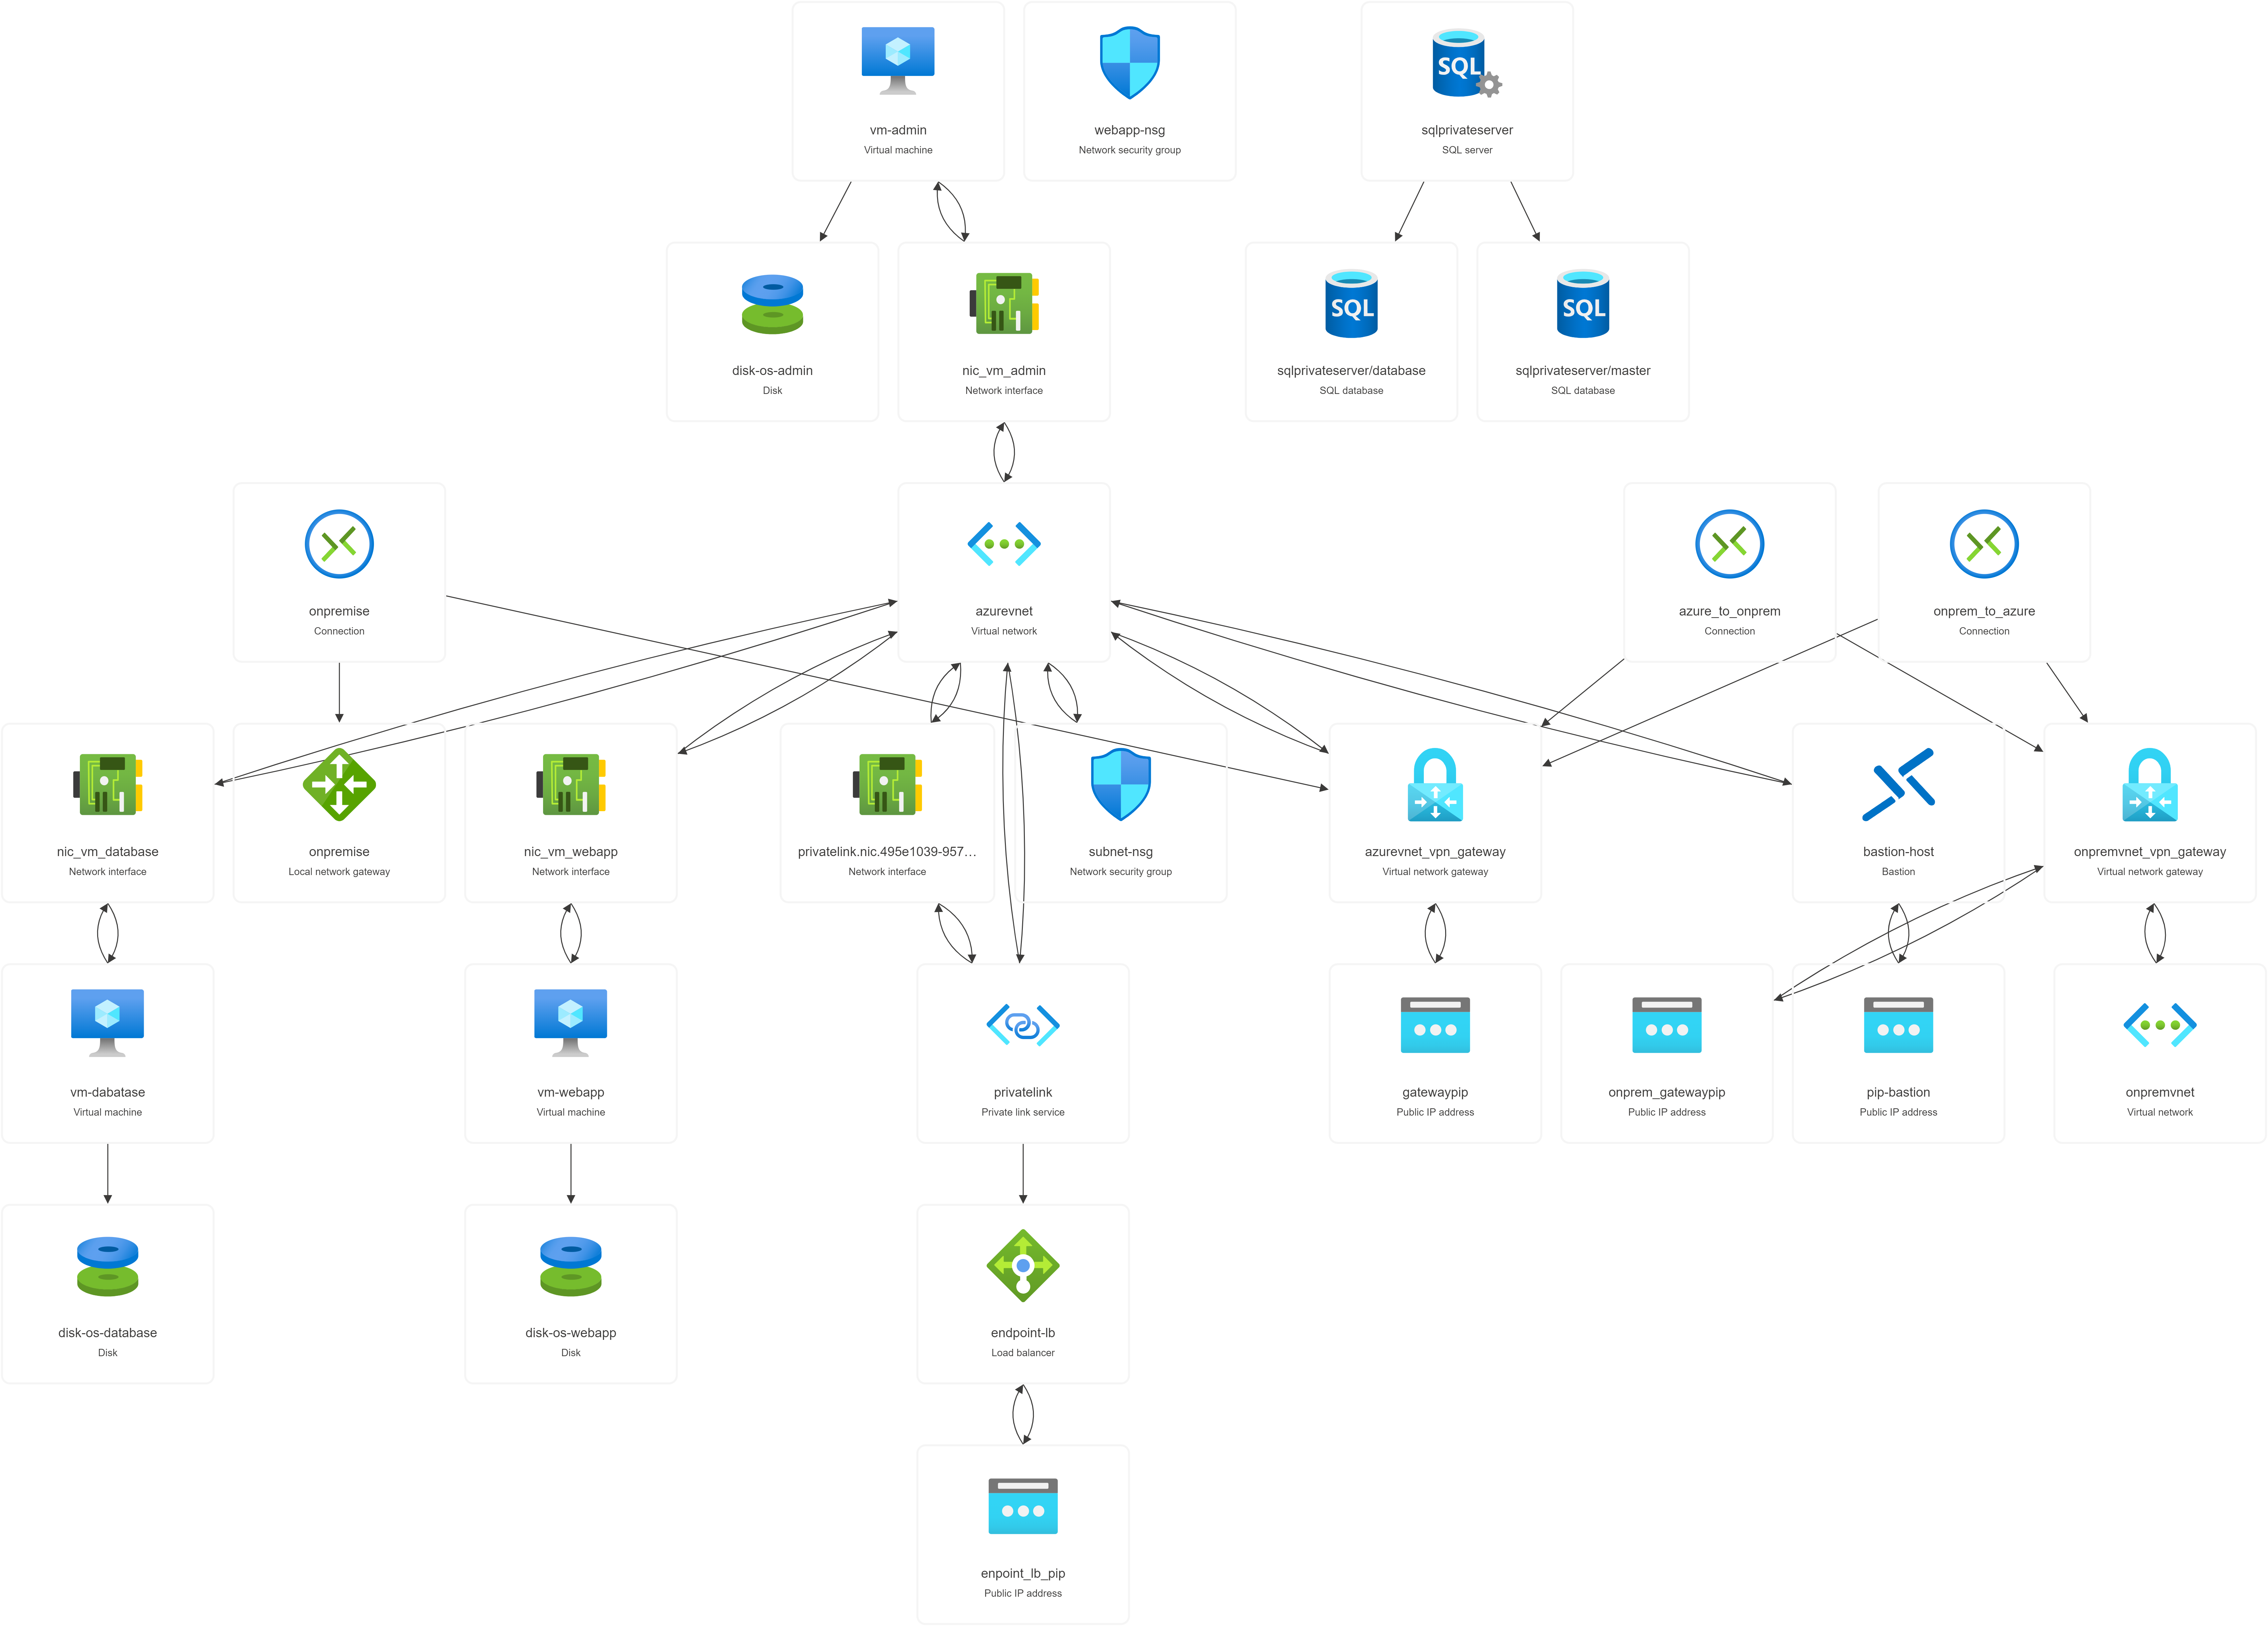 vm-admin
Virtual machine
webapp-nsg
Network security group
SQL
sqlprivateserver
SQL server
disk-os-admin
Disk
nic_vm_admin
Network interface
SQL
sqlprivateserver/database
SQL database
SQL
sqlprivateserver/master
SQL database
onpremise
Connection
azurevnet
Virtual network
azure_to_onprem
Connection
onprem_to_azure
Connection
nic_vm_database
Network interface
onpremise
Local network gateway
nic_vm_webapp
Network interface
privatelink.nic.495e1039-957...
Network interface
subnet-nsg
Network security group
azurevnet_vpn_gateway
Virtual network gateway
bastion-host
Bastion
onpremvnet_vpn_gateway
Virtual network gateway
vm-dabatase
Virtual machine
vm-webapp
Virtual machine
privatelink
Private link service
gatewaypip
Public IP address
onprem_gatewaypip
Public IP address
pip-bastion
Public IP address
onpremvnet
Virtual network
disk-os-database
Disk
disk-os-webapp
Disk
endpoint-lb
Load balancer
enpoint_lb_pip
Public IP address